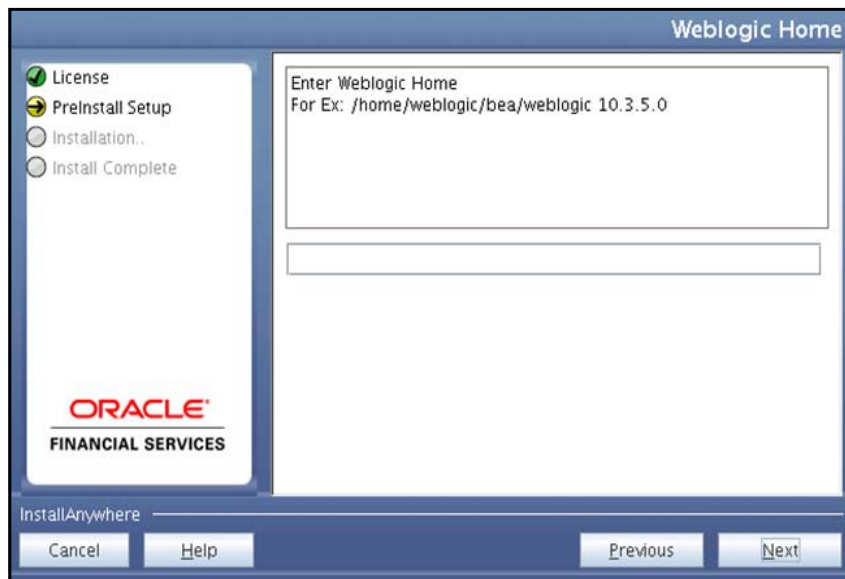 Weblogic Home
License
PreInstall Setup
Installation..
Install Complete
Enter Weblogic Home
For Ex: /home/weblogic/bea/weblogic 10.3.5.0
ORACLE
FINANCIAL SERVICES
InstallAnywhere
Cancel
Help
Previous
Next